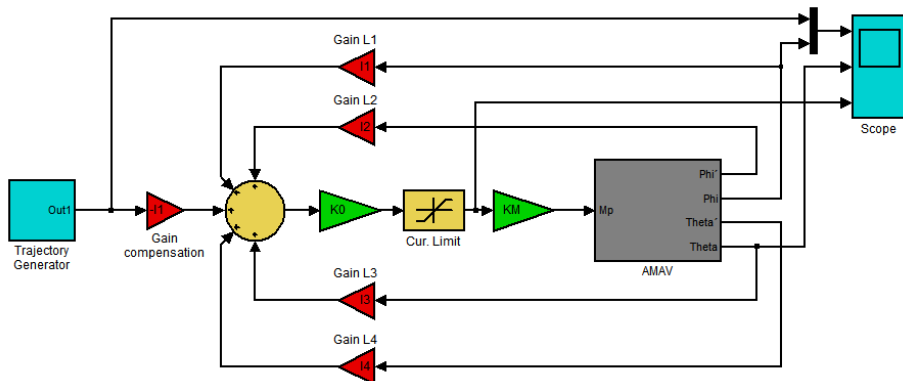 Gain L1
l1
Scope
Gain L2
l2
Phi´
Phi
Theta´
Theta
Mp
AMAV
Out1
Trajectory
Generator
-l1
Gain
compensation
K0
Cur. Limit
KM
Gain L3
l3
Gain L4
l4